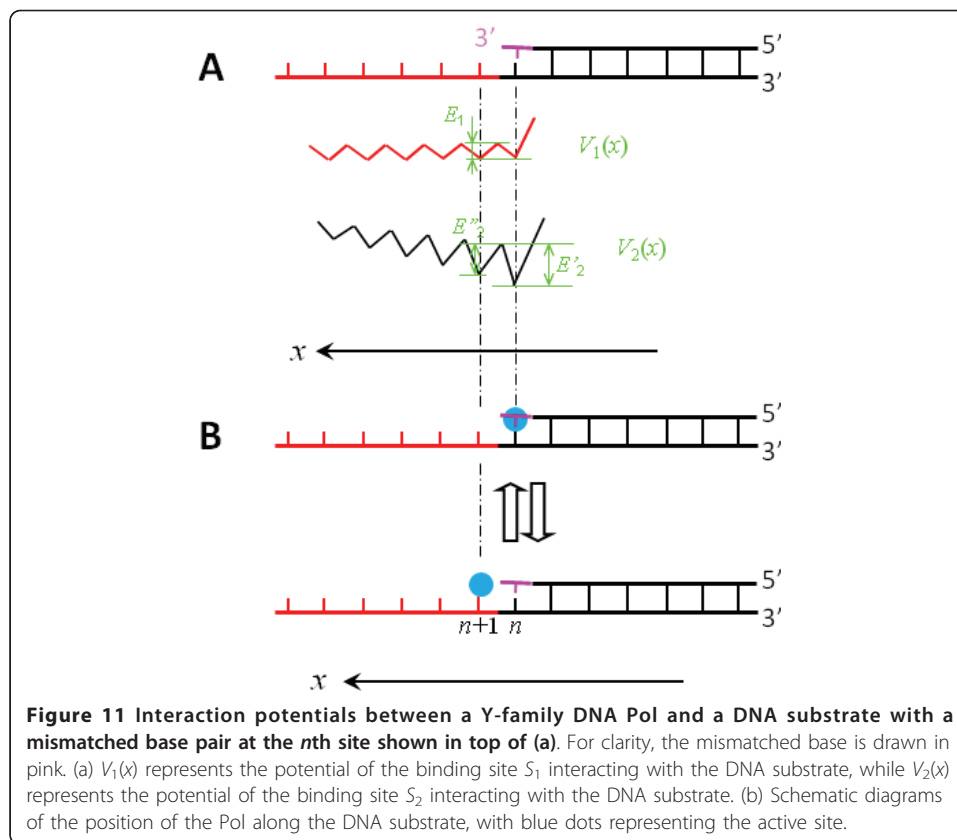 A
3’
5’
3’
E₁
V₁(x)
E”₂
E’₂
V₂(x)
x
B
5’
3’
5’
3’
n+1 n
x
Figure 11 Interaction potentials between a Y-family DNA Pol and a DNA substrate with a
mismatched base pair at the nth site shown in top of (a). For clarity, the mismatched base is drawn in
pink. (a) V₁(x) represents the potential of the binding site S₁ interacting with the DNA substrate, while V₂(x)
represents the potential of the binding site S₂ interacting with the DNA substrate. (b) Schematic diagrams
of the position of the Pol along the DNA substrate, with blue dots representing the active site.